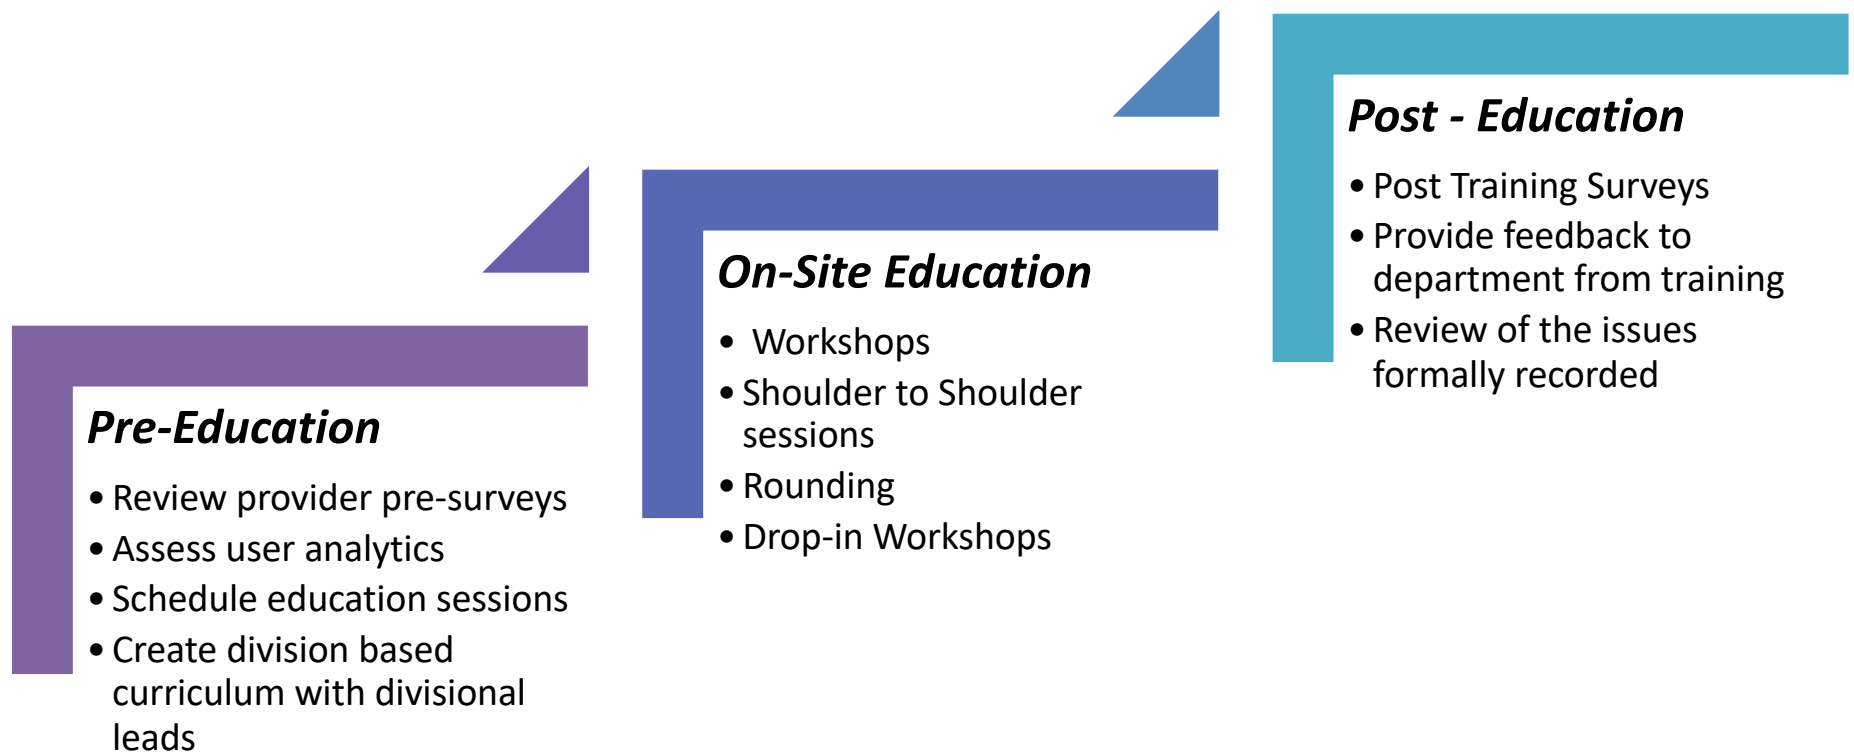 Pre-Education
• Review provider pre-surveys
• Assess user analytics
• Schedule education sessions
• Create division based
curriculum with divisional
leads
On-Site Education
• Workshops
• Shoulder to Shoulder
sessions
• Rounding
• Drop-in Workshops
Post - Education
• Post Training Surveys
• Provide feedback to
department from training
• Review of the issues
formally recorded